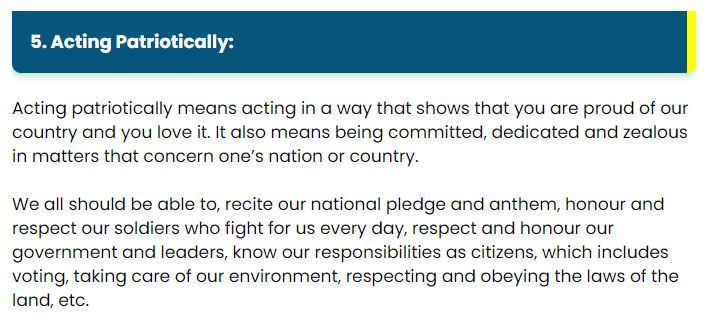 5. Acting Patriotically:
Acting patriotically means acting in a way that shows that you are proud of our
country and you love it. It also means being committed, dedicated and zealous
in matters that concern one’s nation or country.
We all should be able to, recite our national pledge and anthem, honour and
respect our soldiers who fight for us every day, respect and honour our
government and leaders, know our responsibilities as citizens, which includes
voting, taking care of our environment, respecting and obeying the laws of the
land, etc.